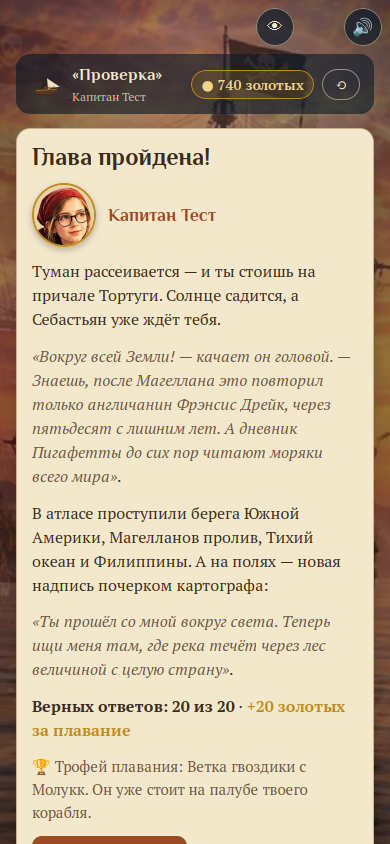 «Проверка»
Капитан Тест
740 золотых
Глава пройдена!
Капитан Тест
Туман рассеивается — и ты стоишь на
причале Тортуги. Солнце садится, а
Себастьян уже ждёт тебя.
«Вокруг всей Земли! — качает он головой. —
Знаешь, после Магеллана это повторил
только англичанин Фрэнсис Дрейк, через
пятьдесят с лишним лет. А дневник
Пигафетты до сих пор читают моряки
всего мира».
В атласе проступили берега Южной
Америки, Магелланов пролив, Тихий
океан и Филиппины. А на полях — новая
надпись почерком картографа:
«Ты прошёл со мной вокруг света. Теперь
ищи меня там, где река течёт через лес
величиной с целую страну».
Верных ответов: 20 из 20 · +20 золотых
за плавание
🏆 Трофей плавания: Ветка гвоздики с
Молукк. Он уже стоит на палубе твоего
корабля.